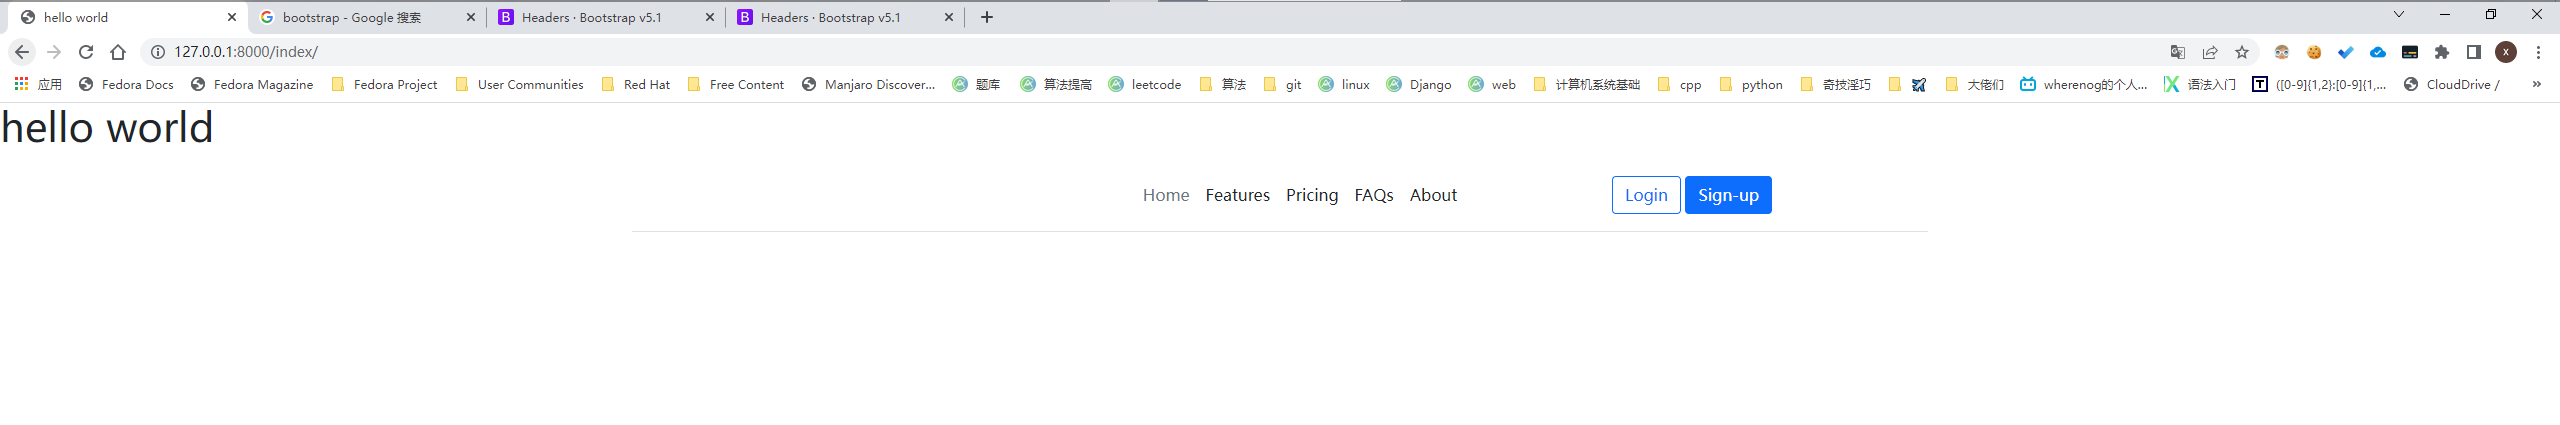 hello world
bootstrap - Google 搜索
Headers · Bootstrap v5.1
Headers · Bootstrap v5.1
127.0.0.1:8000/index/
X
应用 Fedora Docs Fedora Magazine Fedora Project User Communities Red Hat Free Content Manjaro Discover... 题库 算法提高 leetcode 算法 git linux Django web 计算机系统基础 cpp python 奇技淫巧 大佬们 wherenog的个人... 语法入门 ([0-9]{1,2}:[0-9]{1,... CloudDrive / »
hello world
Home Features Pricing FAQs About Login Sign-up